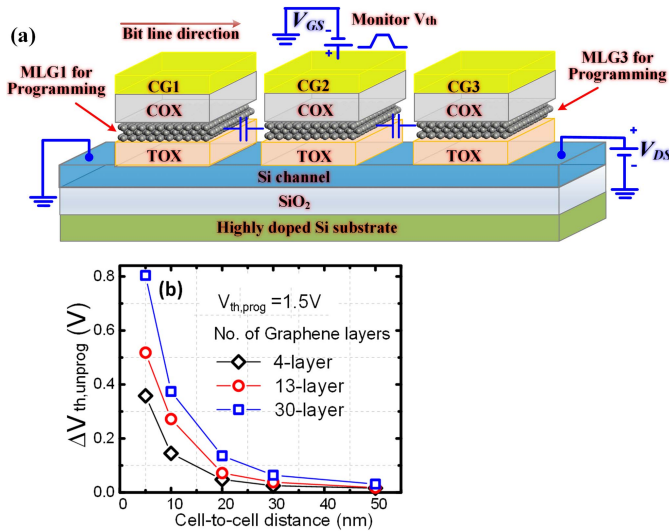 (a)
Bit line direction
V_GS
-
Monitor V_th
MLG1 for
Programming
CG1
CG2
CG3
MLG3 for
Programming
COX
COX
COX
TOX
TOX
TOX
+
V_DS
-
Si channel
SiO₂
Highly doped Si substrate
(b)
V_th,prog =1.5V
No. of Graphene layers
4-layer
13-layer
30-layer
ΔV_th,unprog (V)
0.8
0.6
0.4
0.2
0.0
0 10 20 30 40 50
Cell-to-cell distance (nm)